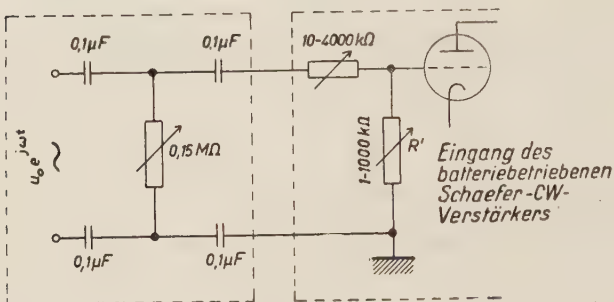 0,1µF
0,1µF
10-4000kΩ
0,15MΩ
1-1000kΩ
R'
u₀e^jωt
~
0,1µF
0,1µF
Eingang des
batteriebetriebenen
Schaefer-CW-
Verstärkers